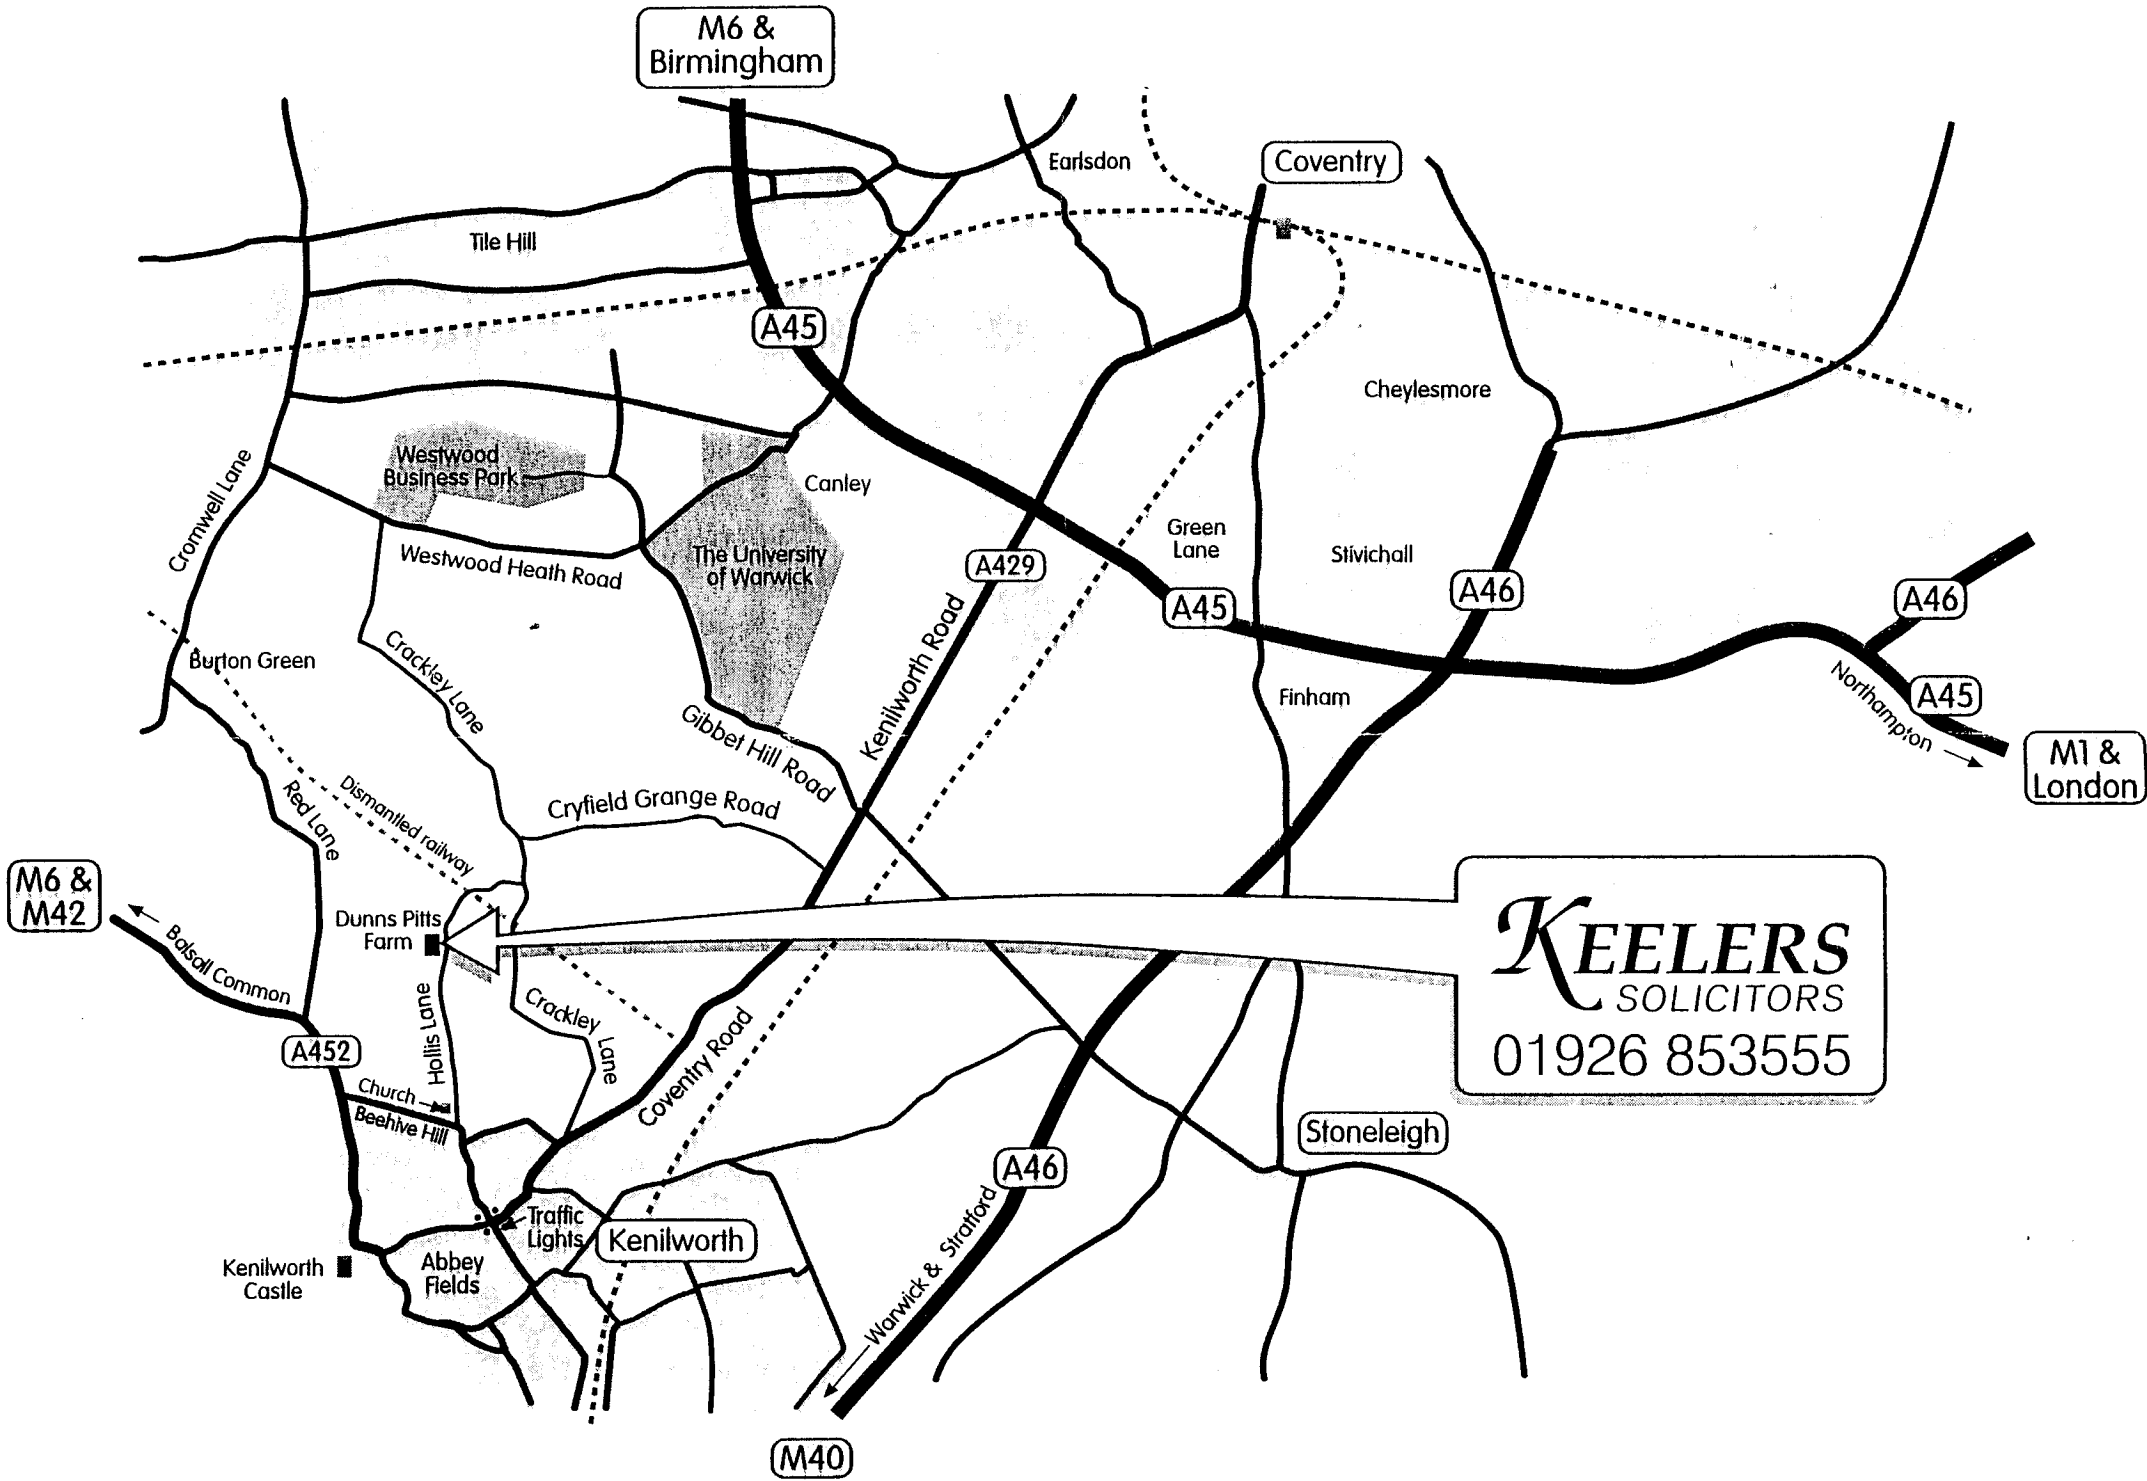 M6 &
Birmingham
Earlsdon
Coventry
Tile Hill
A45
Cheylesmore
Westwood
Business Park
Canley
Cromwell Lane
Green
Lane
The University
of Warwick
Westwood Heath Road
A429
Stivichall
A46
A45
A46
Burton Green
Crackley Lane
Kenilworth Road
Finham
Northampton
A45
M1 &
London
Gibbet Hill Road
Cryfield Grange Road
Dismantled railway
Red Lane
M6 &
M42
Balsall Common
Dunns Pitts
Farm
KEELERS
SOLICITORS
01926 853555
Hollis Lane
Crackley
Lane
A452
Coventry Road
Church
Beehive Hill
Stoneleigh
A46
Warwick & Stratford
Traffic
Lights
Kenilworth
Abbey
Fields
Kenilworth
Castle
M40